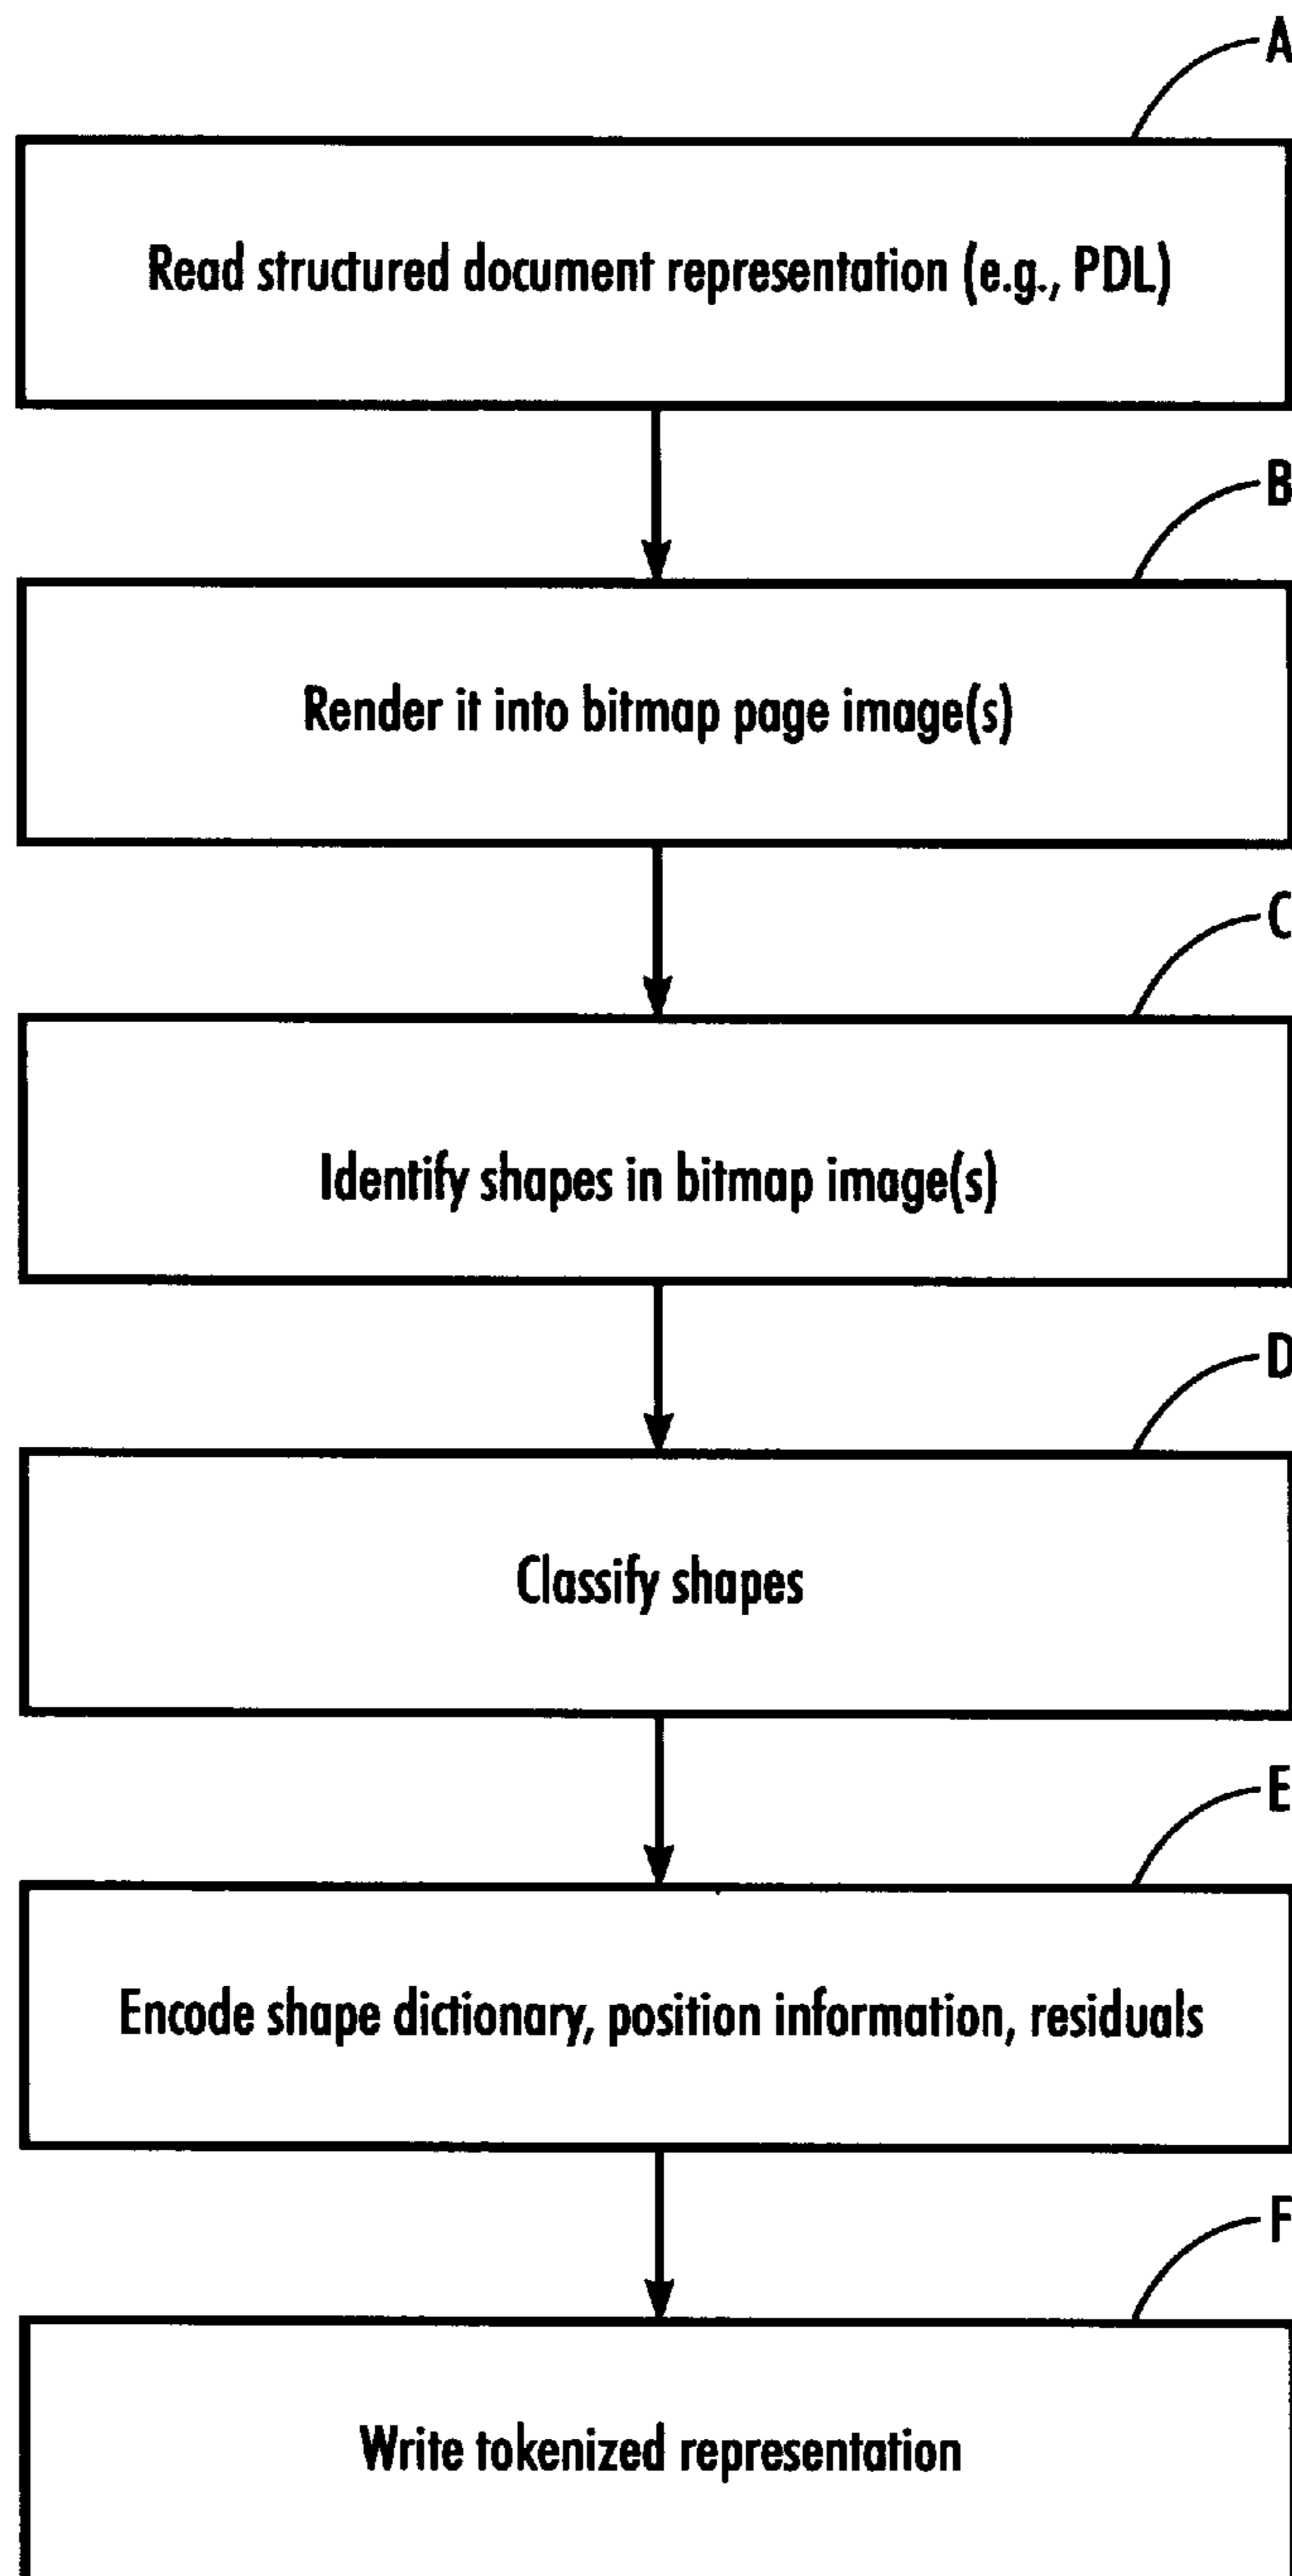 A
Read structured document representation (e.g., PDL)
B
Render it into bitmap page image(s)
C
Identify shapes in bitmap image(s)
D
Classify shapes
E
Encode shape dictionary, position information, residuals
F
Write tokenized representation